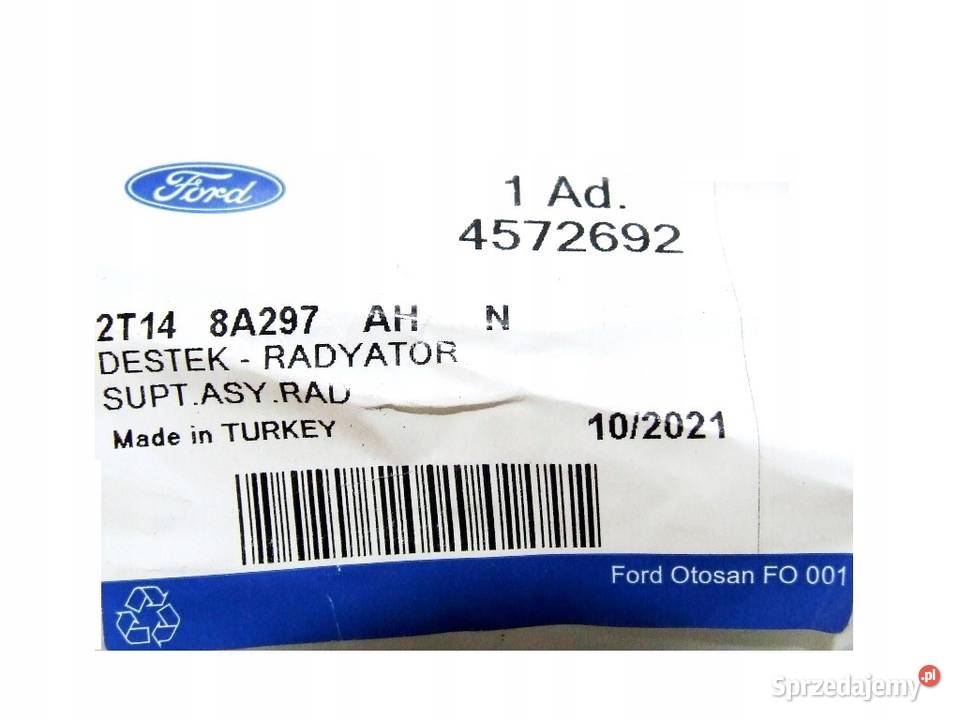 Ford
1 Ad.
4572692
2T14 8A297 AH N
DESTEK - RADYATOR
SUPT.ASY.RAD
Made in TURKEY
10/2021
Ford Otosan FO 001
Sprzedajemy.pl